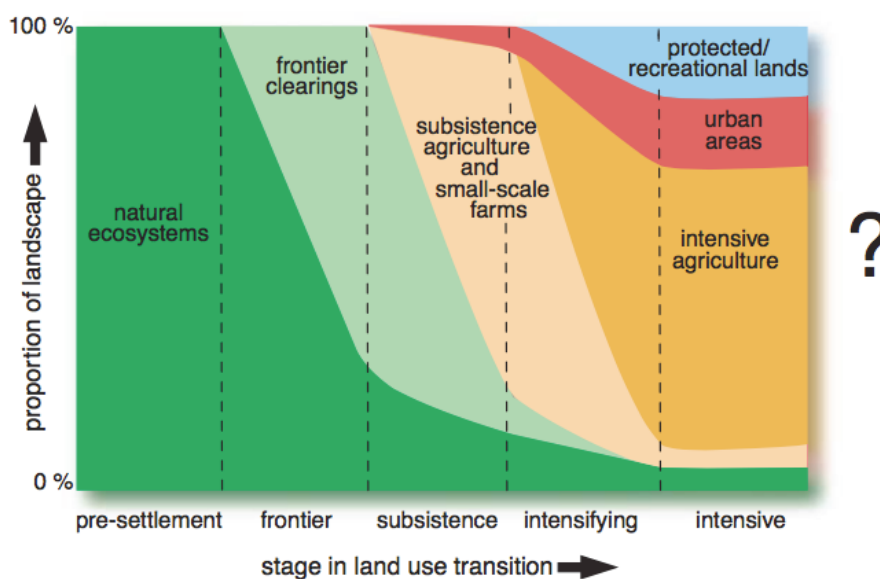 100 %
frontier
clearings
protected/
recreational lands
urban
areas
subsistence
agriculture
and
small-scale
farms
natural
ecosystems
intensive
agriculture
?
proportion of landscape
0 %
pre-settlement
frontier
subsistence
intensifying
intensive
stage in land use transition